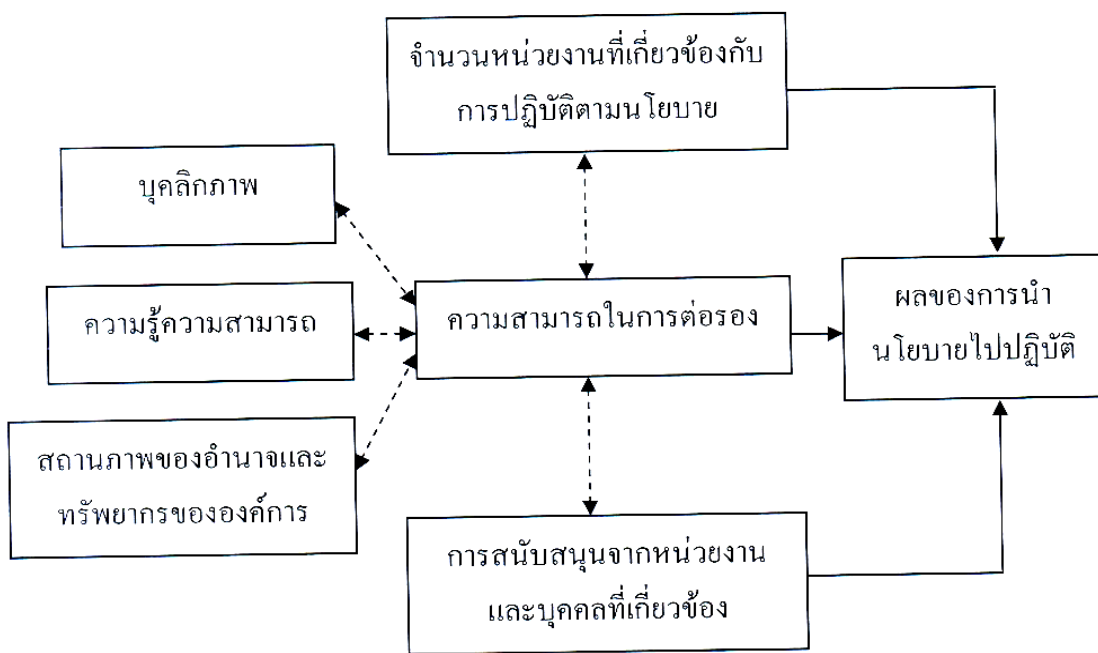 จำนวนหน่วยงานที่เกี่ยวข้องกับ
การปฏิบัติตามนโยบาย
บุคลิกภาพ
ความรู้ความสามารถ
ความสามารถในการต่อรอง
ผลของการนำ
นโยบายไปปฏิบัติ
สถานภาพของอำนาจและ
ทรัพยากรขององค์การ
การสนับสนุนจากหน่วยงาน
และบุคคลที่เกี่ยวข้อง